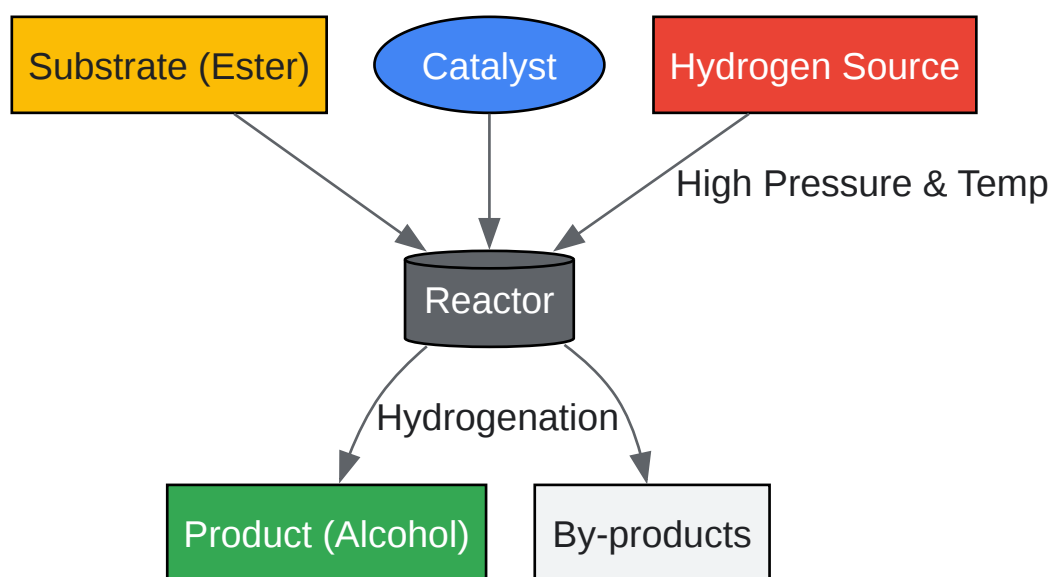 Substrate (Ester)
Catalyst
Hydrogen Source
High Pressure & Temp
Reactor
Hydrogenation
Product (Alcohol)
By-products